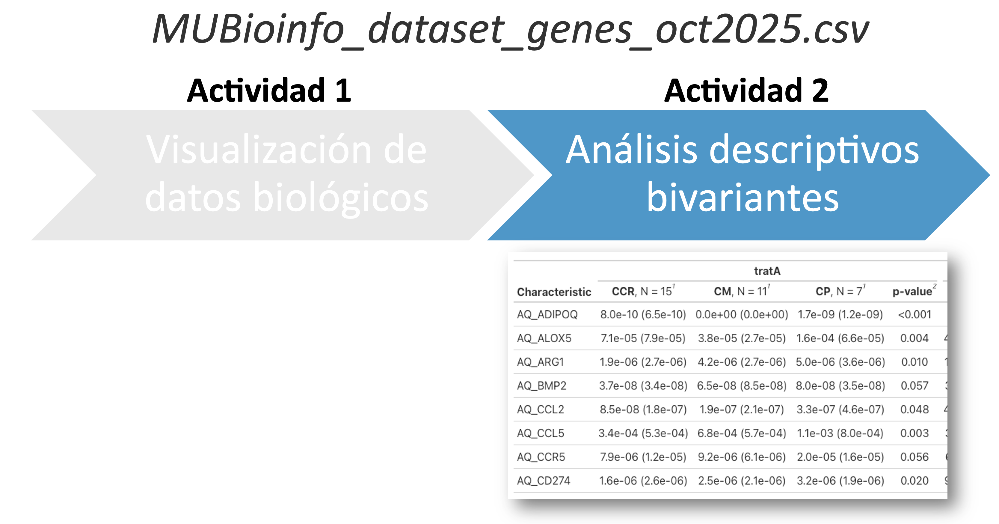 MUBioinfo_dataset_genes_oct2025.csv
Actividad 1
Actividad 2
Visualización de
datos biológicos
Análisis descriptivos
bivariantes
tratA
Characteristic CCR, N = 15¹ CM, N = 11¹ CP, N = 7¹ p-value²
AQ_ADIPOQ 8.0e-10 (6.5e-10) 0.0e+00 (0.0e+00) 1.7e-09 (1.2e-09) <0.001
AQ_ALOX5 7.1e-05 (7.9e-05) 3.8e-05 (2.7e-05) 1.6e-04 (6.6e-05) 0.004
AQ_ARG1 1.9e-06 (2.7e-06) 4.2e-06 (2.7e-06) 5.0e-06 (3.6e-06) 0.010
AQ_BMP2 3.7e-08 (3.4e-08) 6.5e-08 (8.5e-08) 8.0e-08 (3.5e-08) 0.057
AQ_CCL2 8.5e-08 (1.8e-07) 1.9e-07 (2.1e-07) 3.3e-07 (4.6e-07) 0.048
AQ_CCL5 3.4e-04 (5.3e-04) 6.8e-04 (5.7e-04) 1.1e-03 (8.0e-04) 0.003
AQ_CCR5 7.9e-06 (1.2e-05) 9.2e-06 (6.1e-06) 2.0e-05 (1.6e-05) 0.056
AQ_CD274 1.6e-06 (2.6e-06) 2.5e-06 (2.1e-06) 3.2e-06 (1.9e-06) 0.020